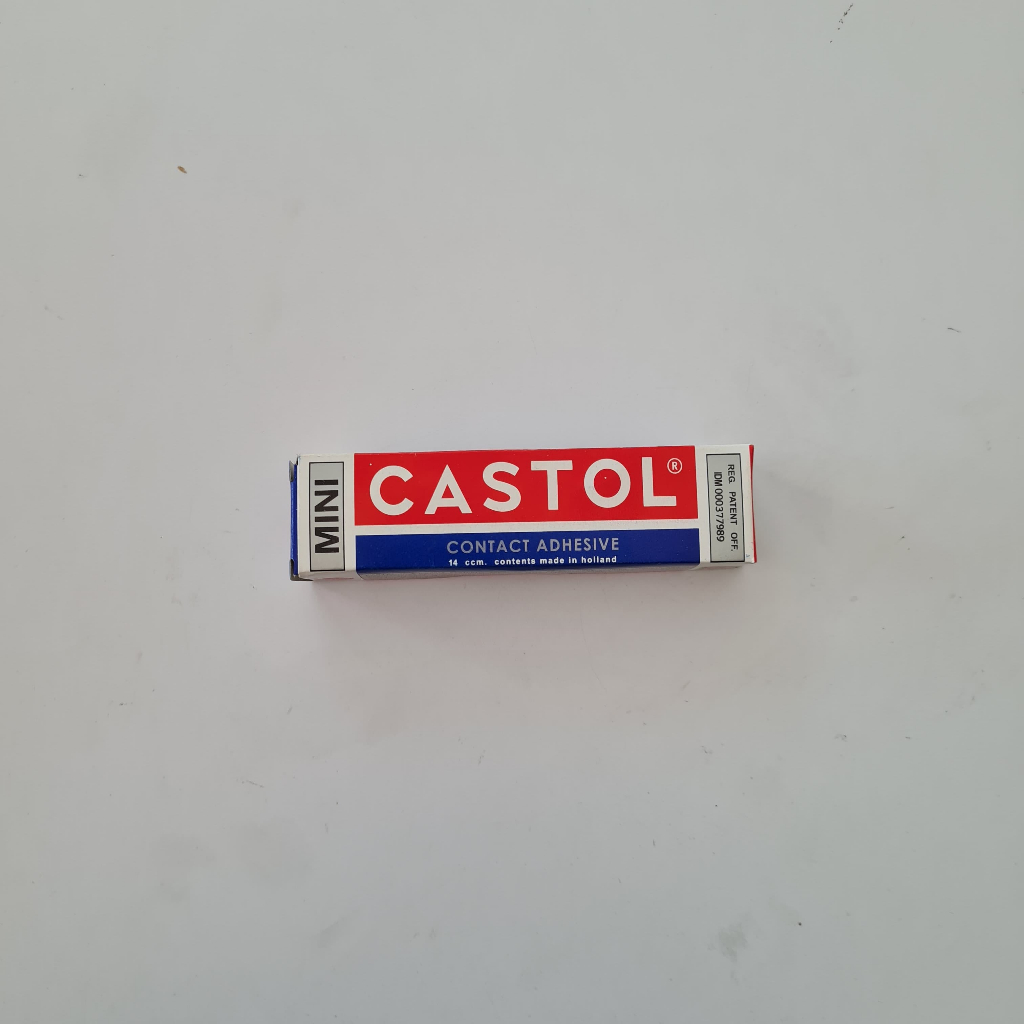 MINI
CASTOL®
CONTACT ADHESIVE
14 ccm. contents made in holland
REG. PATENT OFF.
IDM 000377989